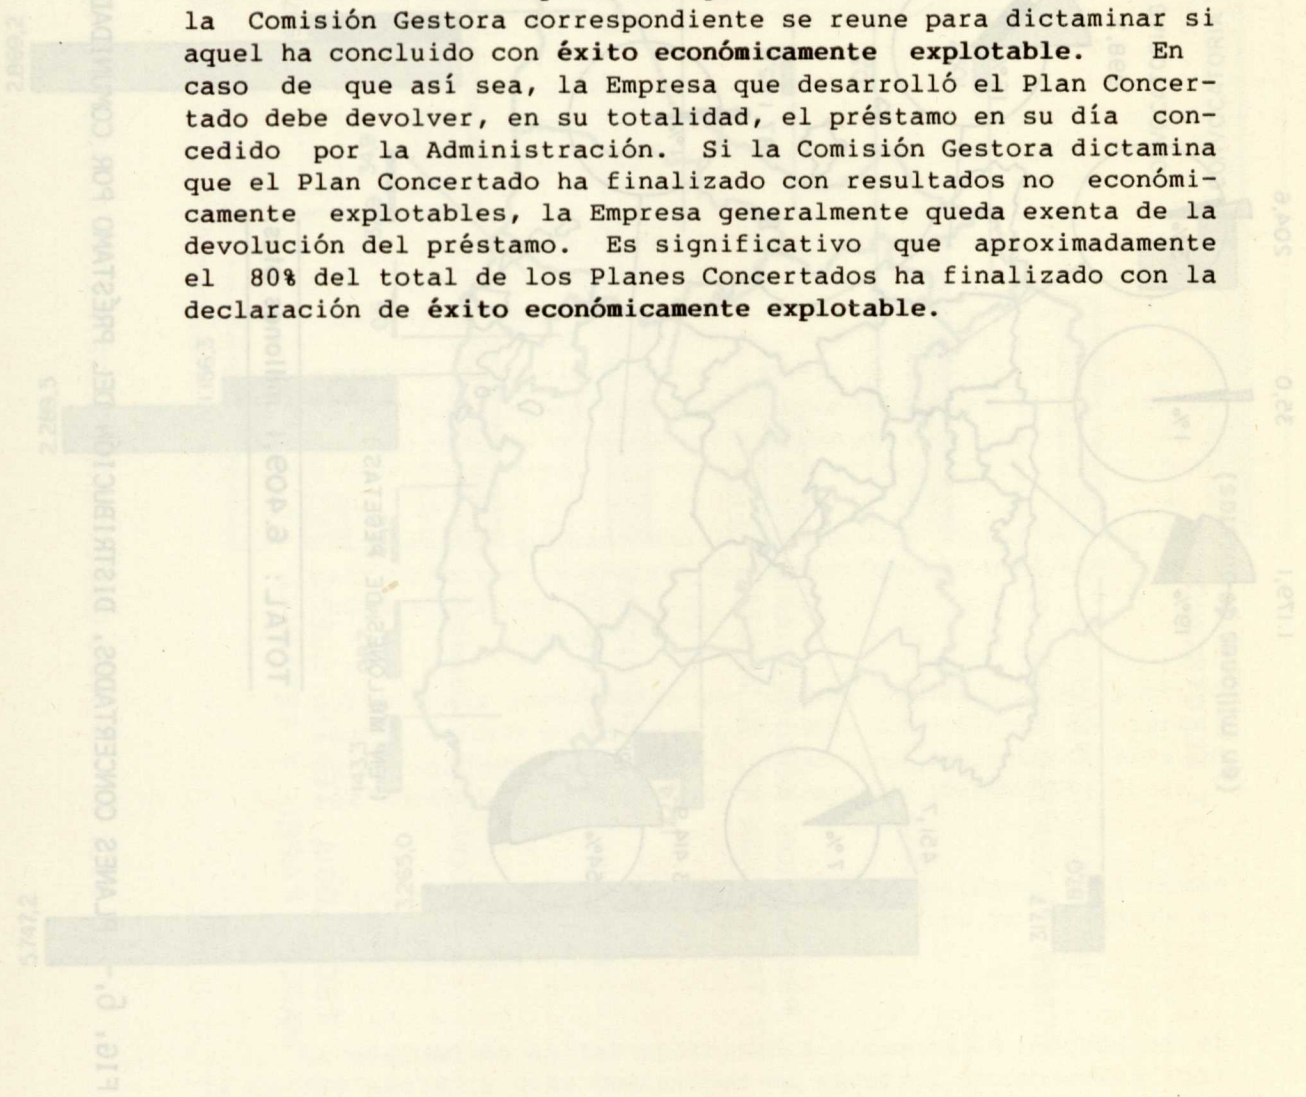 la Comisión Gestora correspondiente se reune para dictaminar si
aquel ha concluido con éxito económicamente explotable. En
caso de que así sea, la Empresa que desarrolló el Plan Concer-
tado debe devolver, en su totalidad, el préstamo en su día con-
cedido por la Administración. Si la Comisión Gestora dictamina
que el Plan Concertado ha finalizado con resultados no económi-
camente explotables, la Empresa generalmente queda exenta de la
devolución del préstamo. Es significativo que aproximadamente
el 80% del total de los Planes Concertados ha finalizado con la
declaración de éxito económicamente explotable.